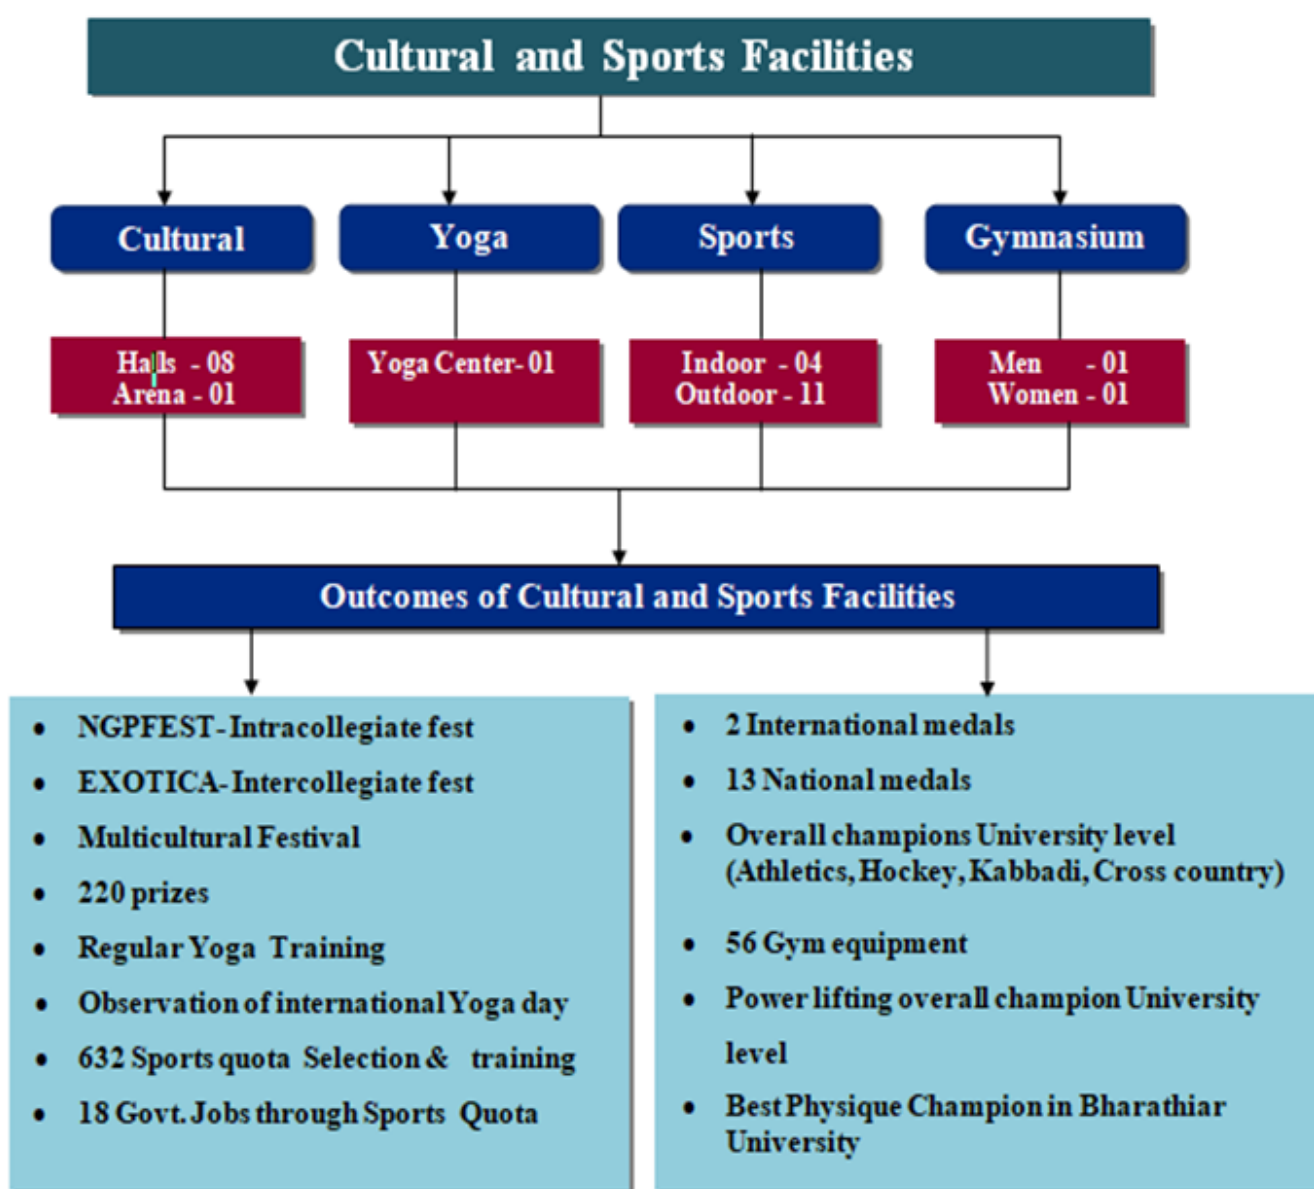 Cultural and Sports Facilities
Cultural
Yoga
Sports
Gymnasium
Halls - 08
Arena - 01
Yoga Center- 01
Indoor - 04
Outdoor - 11
Men - 01
Women - 01
Outcomes of Cultural and Sports Facilities
• NGPFEST- Intracollegiate fest
• EXOTICA- Intercollegiate fest
• Multicultural Festival
• 220 prizes
• Regular Yoga Training
• Observation of international Yoga day
• 632 Sports quota Selection & training
• 18 Govt. Jobs through Sports Quota
• 2 International medals
• 13 National medals
• Overall champions University level
(Athletics, Hockey, Kabbadi, Cross country)
• 56 Gym equipment
• Power lifting overall champion University
level
• Best Physique Champion in Bharathiar
University